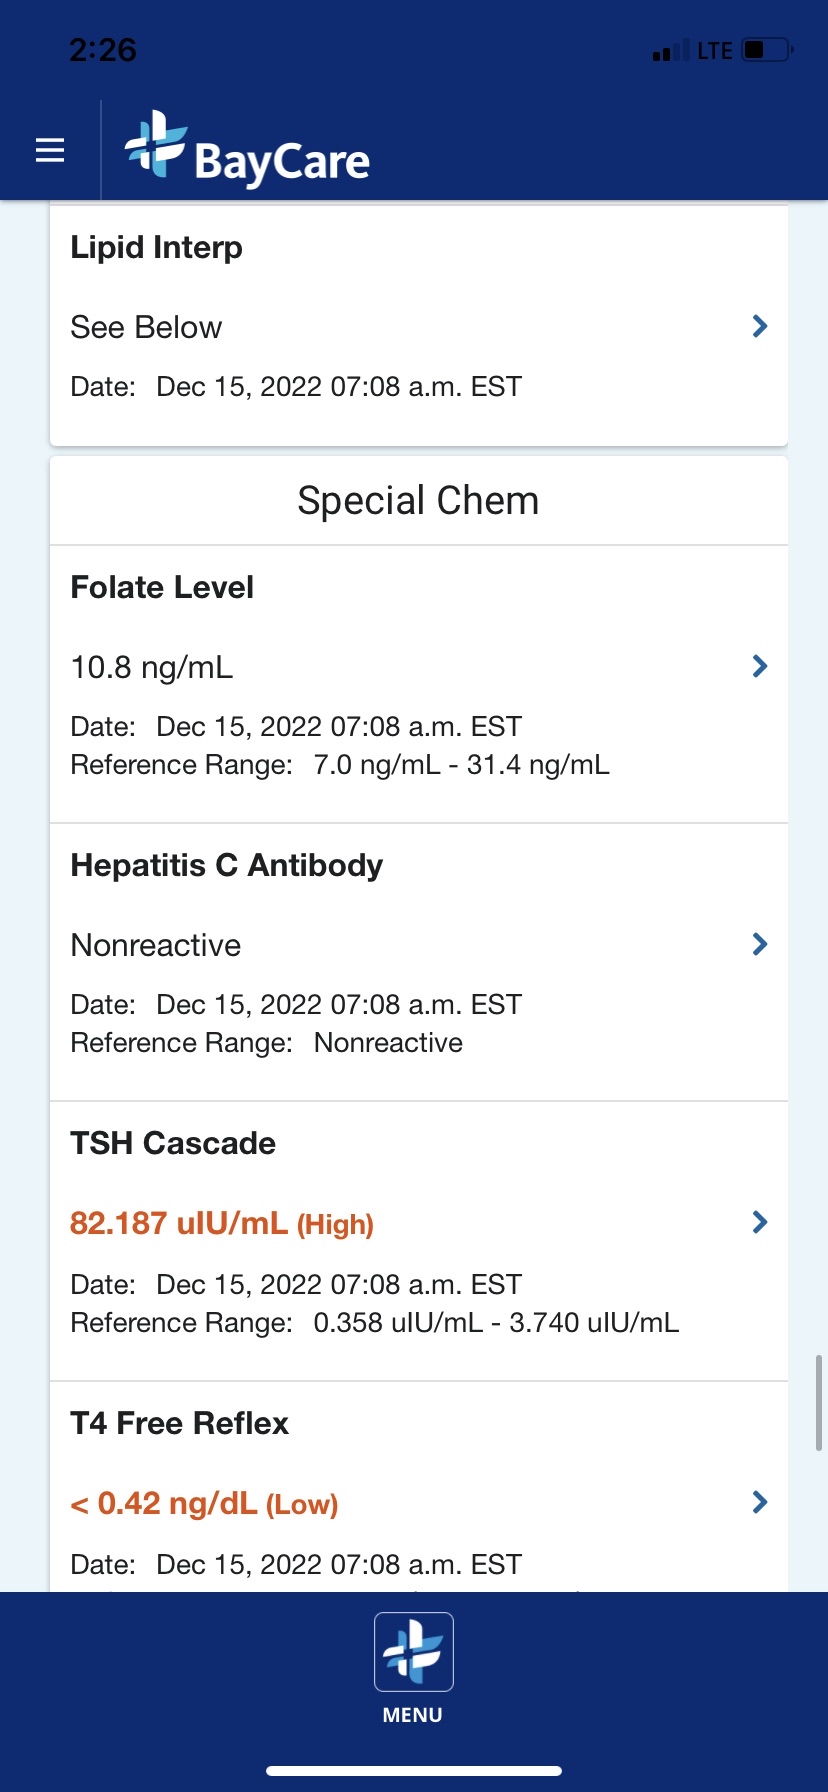 2:26 LTE
BayCare
Lipid Interp
See Below
Date: Dec 15, 2022 07:08 a.m. EST
Special Chem
Folate Level
10.8 ng/mL
Date: Dec 15, 2022 07:08 a.m. EST
Reference Range: 7.0 ng/mL - 31.4 ng/mL
Hepatitis C Antibody
Nonreactive
Date: Dec 15, 2022 07:08 a.m. EST
Reference Range: Nonreactive
TSH Cascade
82.187 uIU/mL (High)
Date: Dec 15, 2022 07:08 a.m. EST
Reference Range: 0.358 uIU/mL - 3.740 uIU/mL
T4 Free Reflex
< 0.42 ng/dL (Low)
Date: Dec 15, 2022 07:08 a.m. EST
MENU